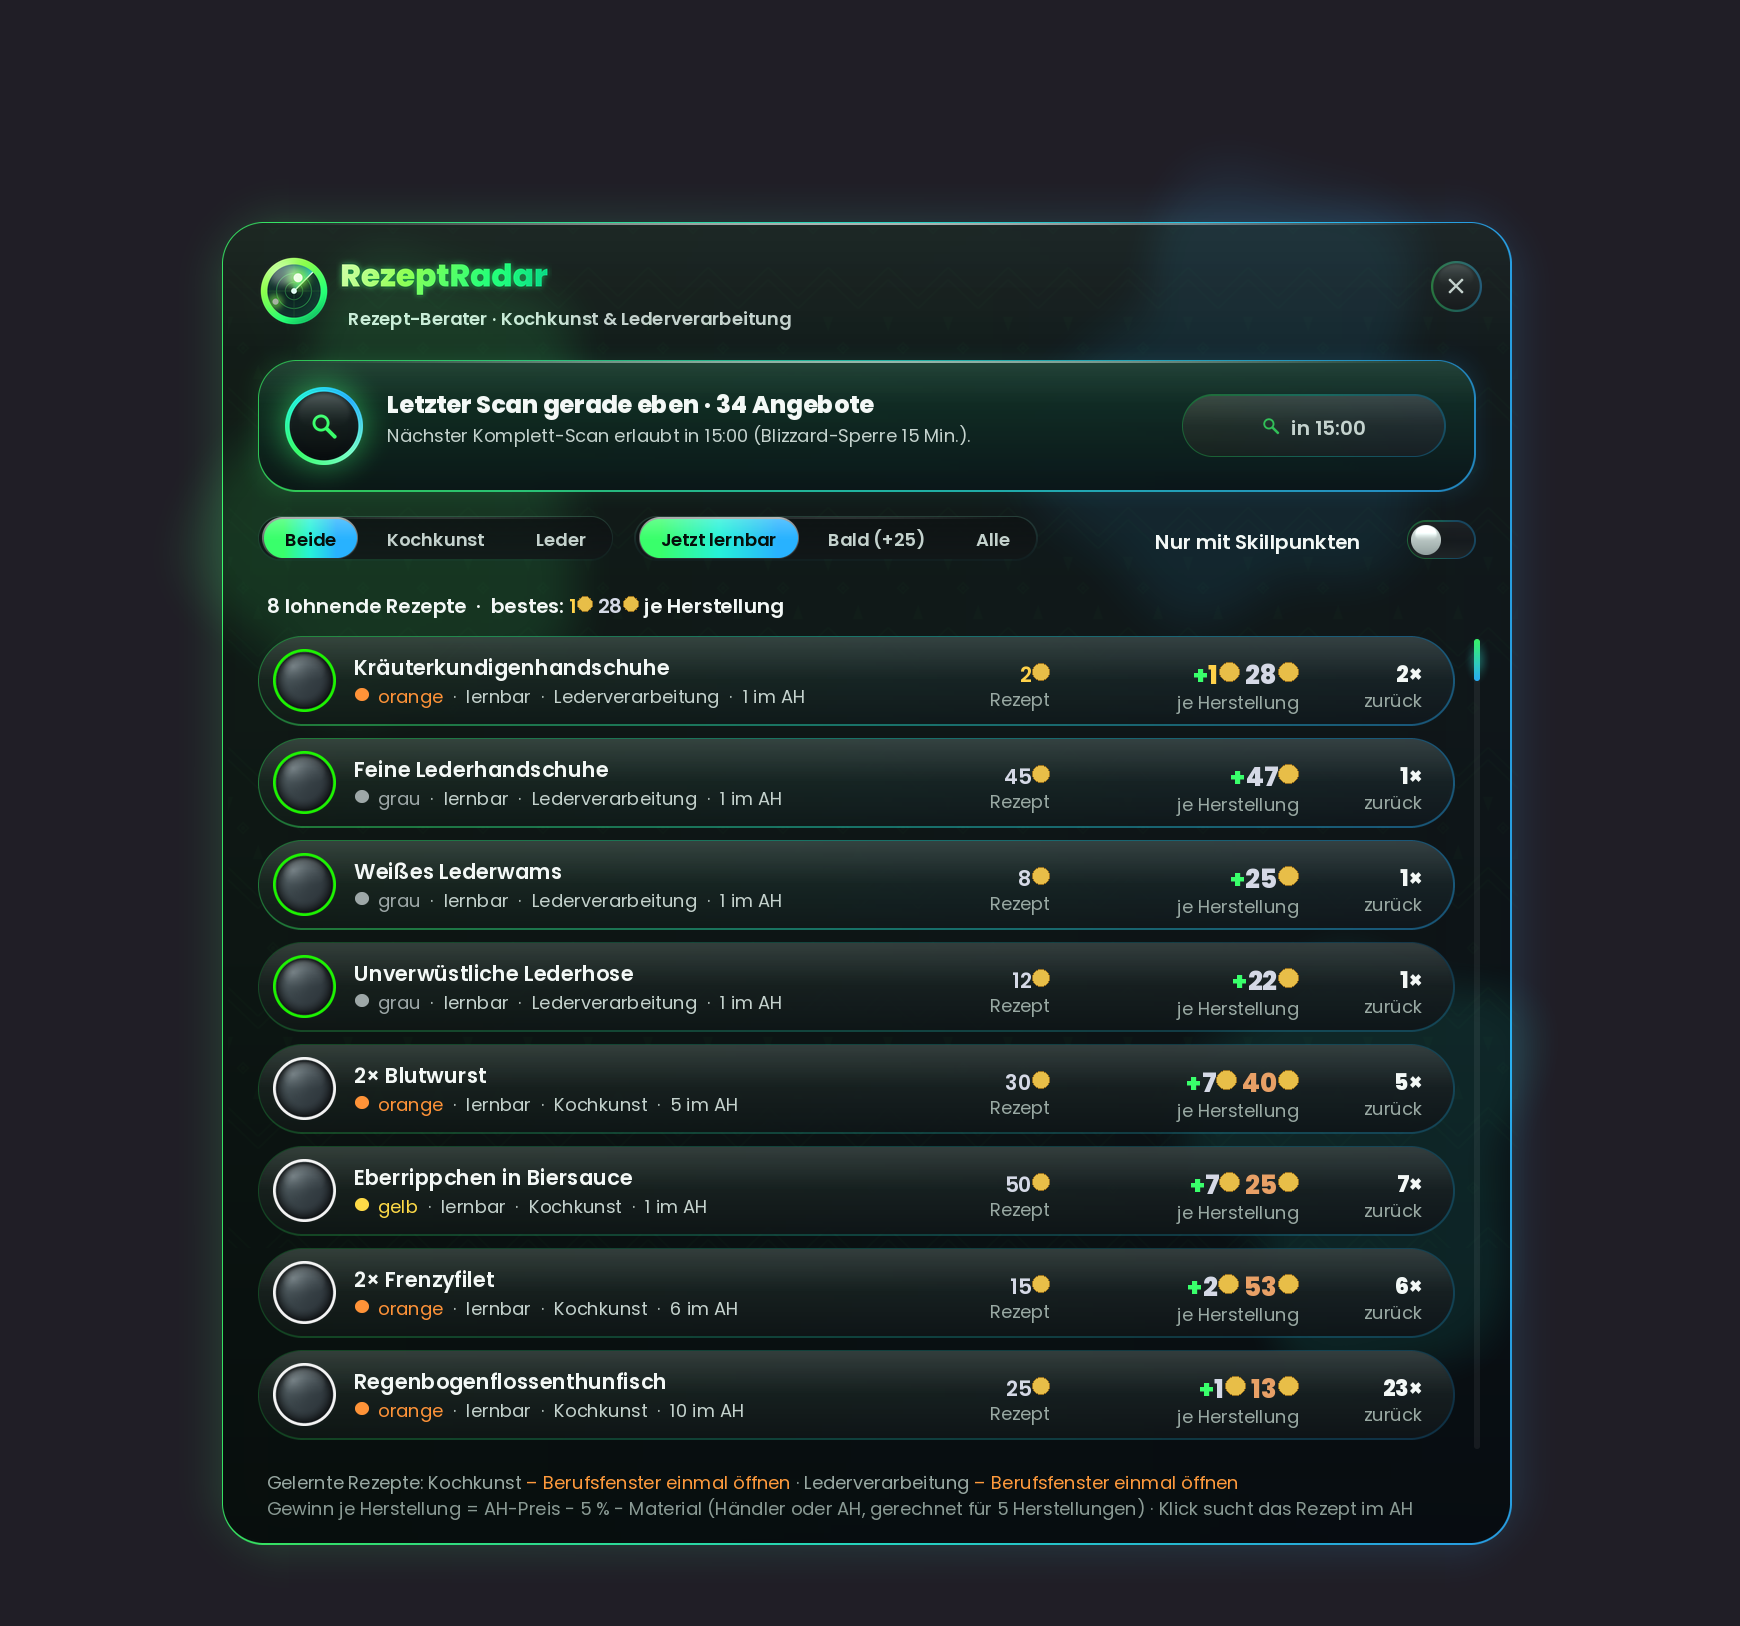 RezeptRadar
Rezept-Berater · Kochkunst & Lederverarbeitung
Letzter Scan gerade eben · 34 Angebote
Nächster Komplett-Scan erlaubt in 15:00 (Blizzard-Sperre 15 Min.).
in 15:00
Beide Kochkunst Leder Jetzt lernbar Bald (+25) Alle Nur mit Skillpunkten
8 lohnende Rezepte · bestes: 1 28 je Herstellung
Kräuterkundigenhandschuhe 2 +1 28 2×
orange · lernbar · Lederverarbeitung · 1 im AH Rezept je Herstellung zurück
Feine Lederhandschuhe 45 +47 1×
grau · lernbar · Lederverarbeitung · 1 im AH Rezept je Herstellung zurück
Weißes Lederwams 8 +25 1×
grau · lernbar · Lederverarbeitung · 1 im AH Rezept je Herstellung zurück
Unverwüstliche Lederhose 12 +22 1×
grau · lernbar · Lederverarbeitung · 1 im AH Rezept je Herstellung zurück
2× Blutwurst 30 +7 40 5×
orange · lernbar · Kochkunst · 5 im AH Rezept je Herstellung zurück
Eberrippchen in Biersauce 50 +7 25 7×
gelb · lernbar · Kochkunst · 1 im AH Rezept je Herstellung zurück
2× Frenzyfilet 15 +2 53 6×
orange · lernbar · Kochkunst · 6 im AH Rezept je Herstellung zurück
Regenbogenflossenthunfisch 25 +1 13 23×
orange · lernbar · Kochkunst · 10 im AH Rezept je Herstellung zurück
Gelernte Rezepte: Kochkunst – Berufsfenster einmal öffnen · Lederverarbeitung – Berufsfenster einmal öffnen
Gewinn je Herstellung = AH-Preis - 5 % - Material (Händler oder AH, gerechnet für 5 Herstellungen) · Klick sucht das Rezept im AH